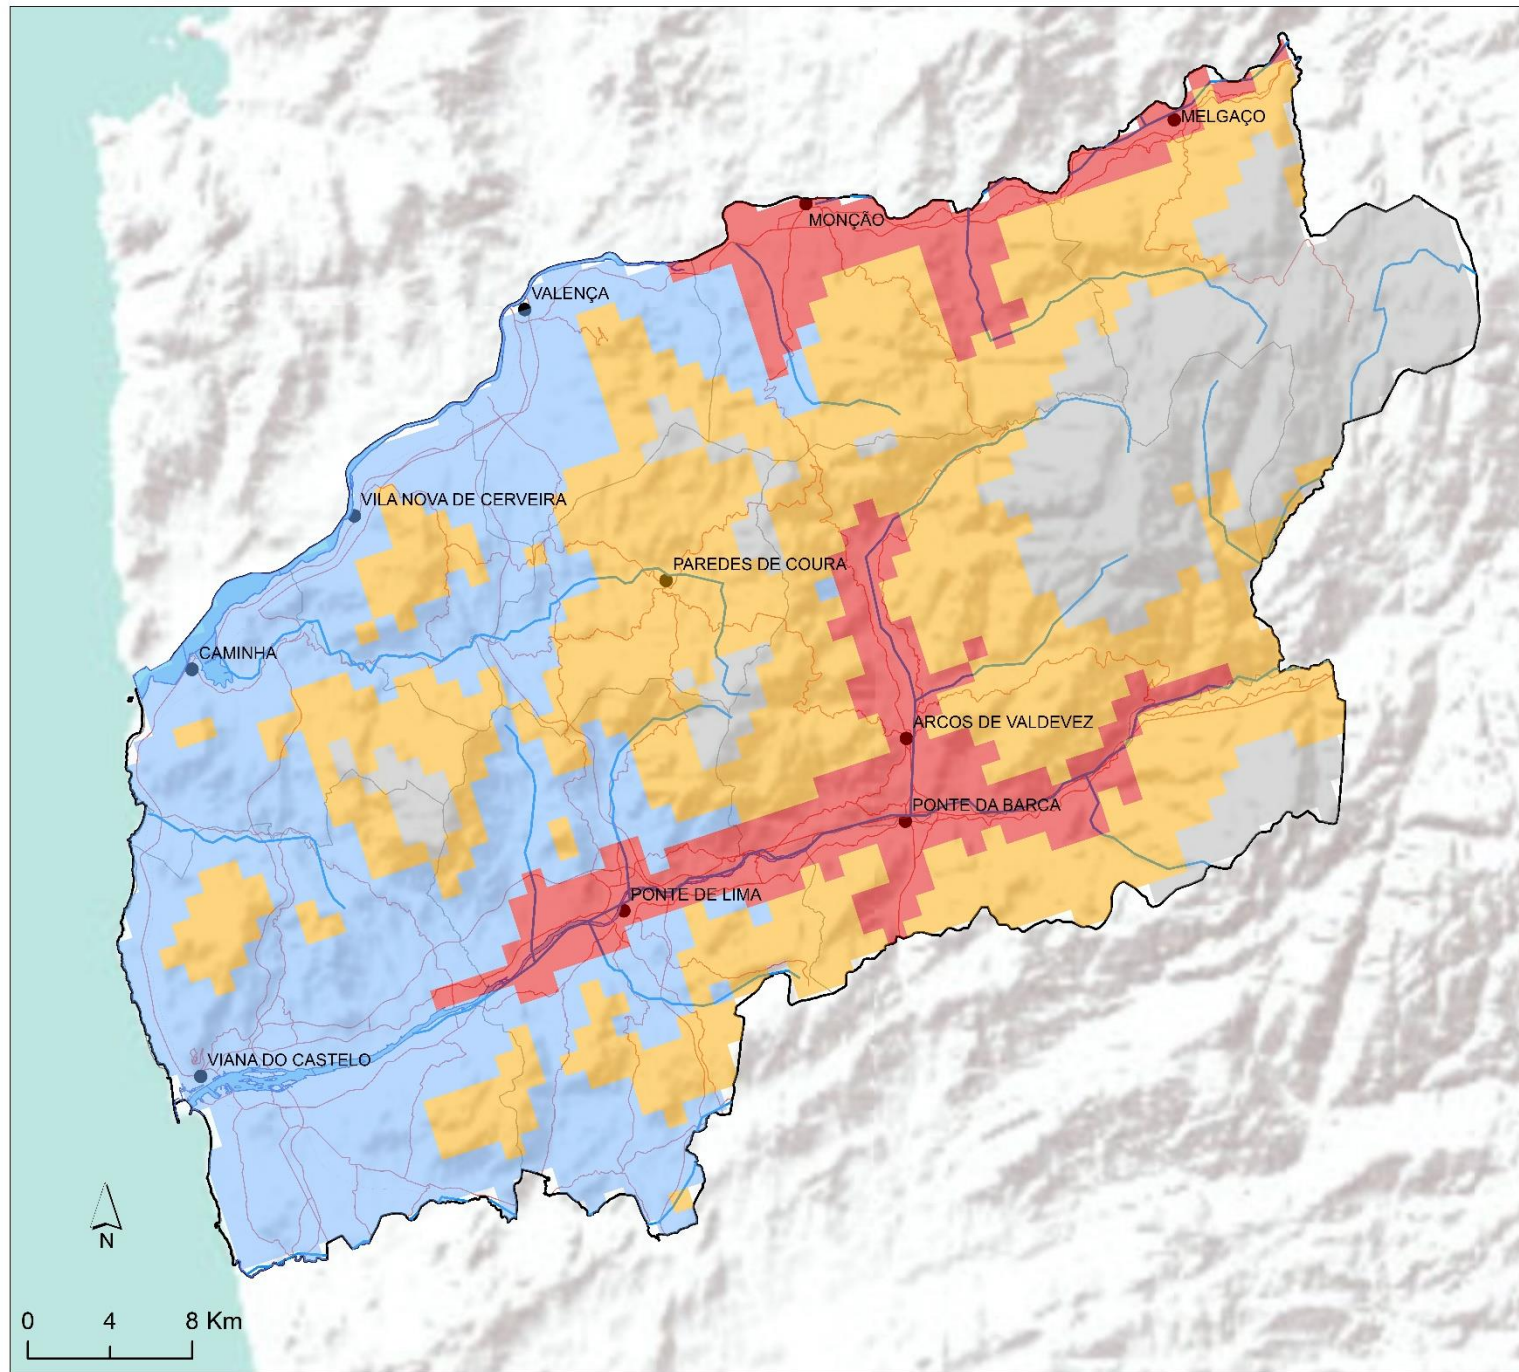 MELGAÇO
MONÇÃO
VALENÇA
VILA NOVA DE CERVEIRA
PAREDES DE COURA
CAMINHA
ARCOS DE VALDEVEZ
PONTE DA BARCA
PONTE DE LIMA
VIANA DO CASTELO
N
0 4 8 Km